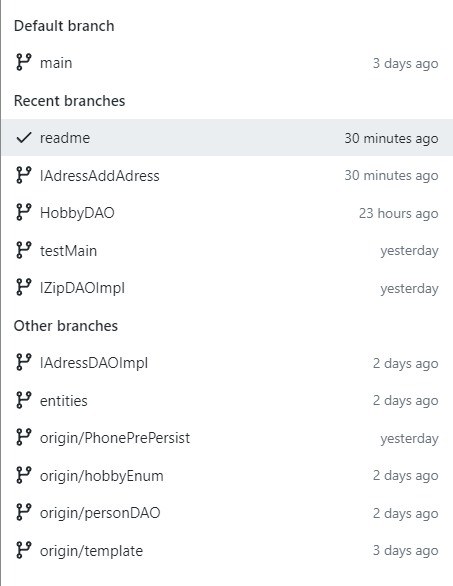 Default branch
main 3 days ago
Recent branches
readme 30 minutes ago
IAdressAddAdress 30 minutes ago
HobbyDAO 23 hours ago
testMain yesterday
IZipDAOImpl yesterday
Other branches
IAdressDAOImpl 2 days ago
entities 2 days ago
origin/PhonePrePersist yesterday
origin/hobbyEnum 2 days ago
origin/personDAO 2 days ago
origin/template 3 days ago